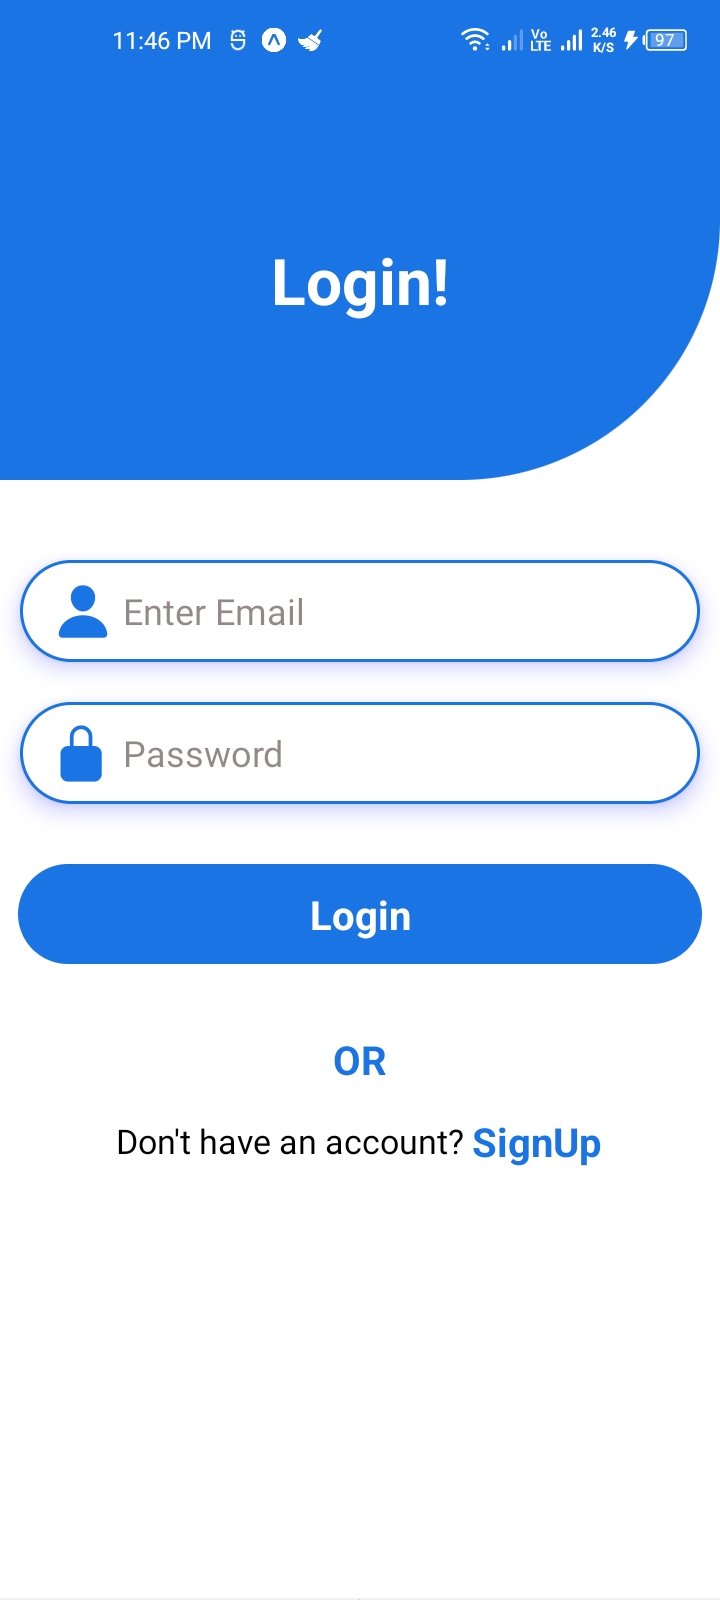 11:46 PM Vo LTE 2.46 K/S 97
Login!
Enter Email
Password
Login
OR
Don't have an account? SignUp